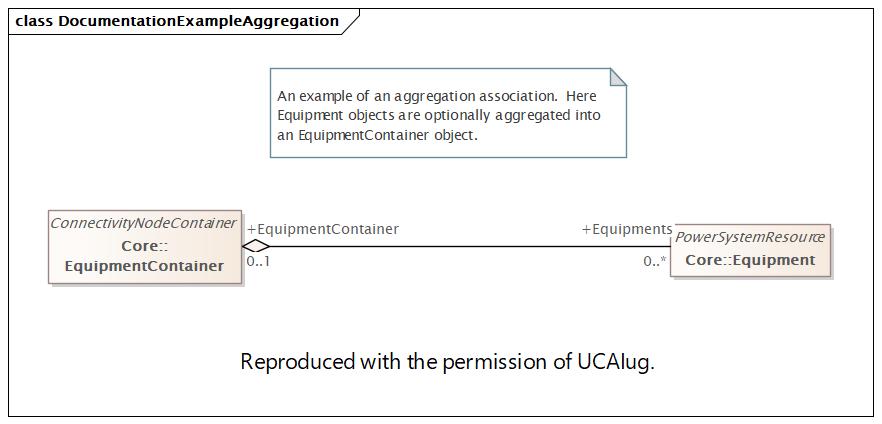 class DocumentationExampleAggregation
An example of an aggregation association.  Here
Equipment objects are optionally aggregated into
an EquipmentContainer object.
ConnectivityNodeContainer
Core::
EquipmentContainer
+EquipmentContainer
0..1
+Equipments
0..*
PowerSystemResource
Core::Equipment
Reproduced with the permission of UCAIug.